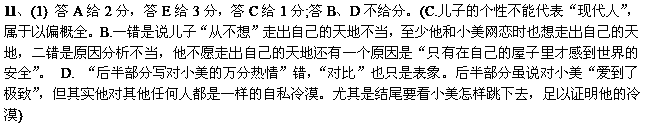 11、(1) 答 A 给 2 分，答 E 给 3 分，答 C 给 1 分;答 B、D 不给分。(C.儿子的个性不能代表“现代人”，
属于以偏概全。B.一错是说儿子“从不想”走出自己的天地不当，至少他和小美网恋时也想走出自己的天
地，二错是原因分析不当，他不愿走出自己的天地还有一个原因是“只有在自己的屋子里才感到世界的
安全”。 D. “后半部分写对小美的万分热情”错，“对比”也只是表象。后半部分虽说对小美“爱到了
极致”，但其实他对其他任何人都是一样的自私冷漠。尤其是结尾要看小美怎样跳下去，足以证明他的冷
漠)